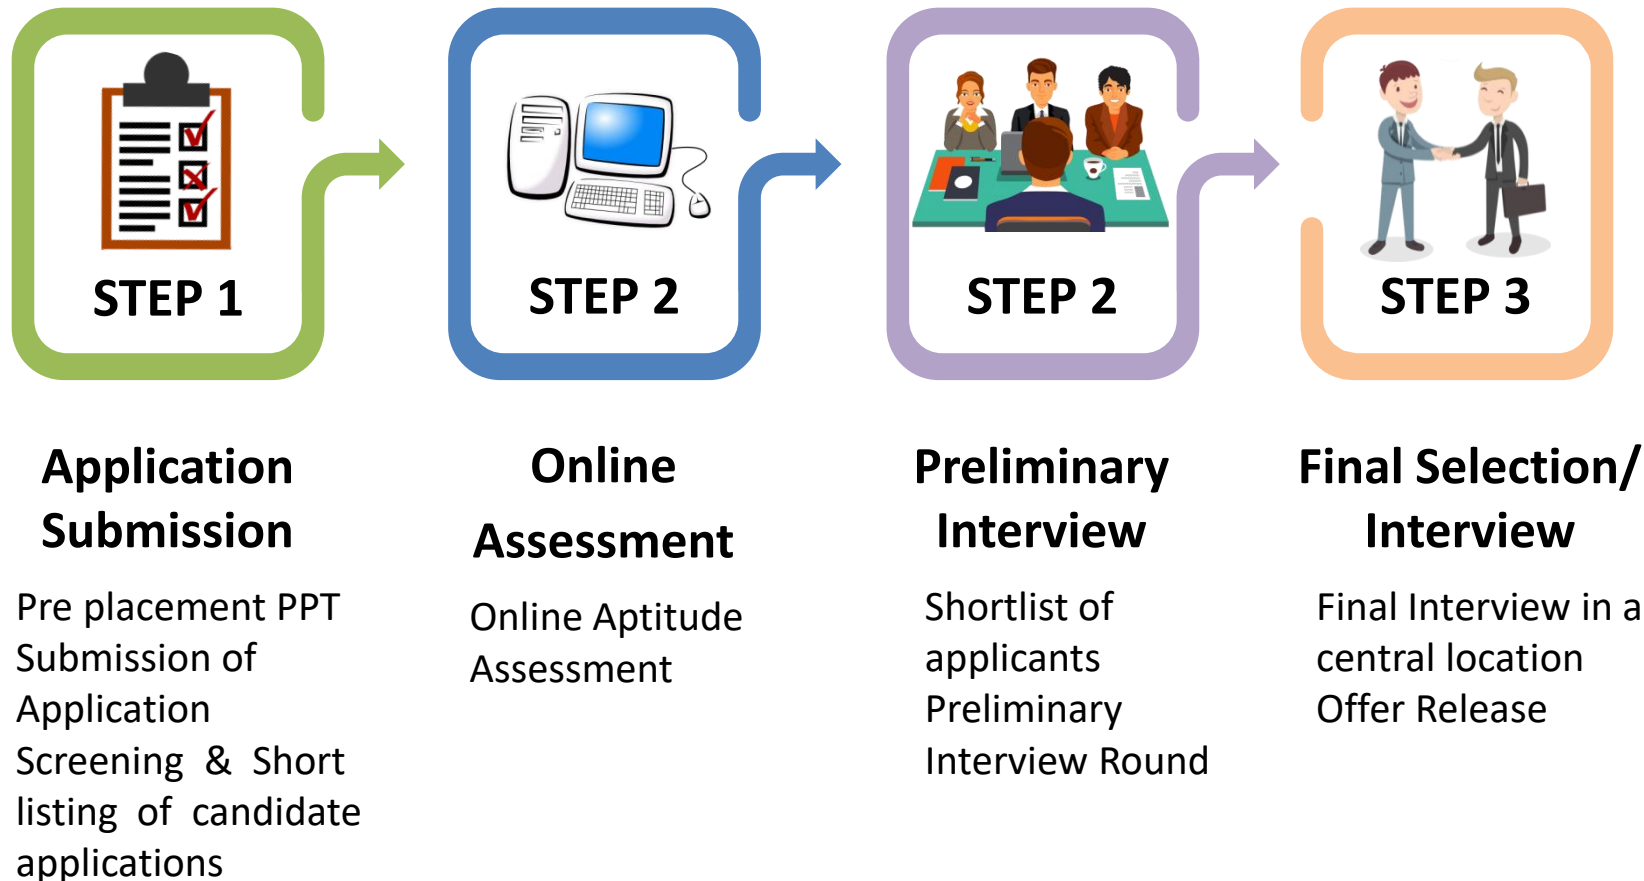 STEP 1
STEP 2
STEP 2
STEP 3
Application
Submission
Pre placement PPT
Submission of
Application
Screening & Short
listing of candidate
applications
Online
Assessment
Online Aptitude
Assessment
Preliminary
Interview
Shortlist of
applicants
Preliminary
Interview Round
Final Selection/
Interview
Final Interview in a
central location
Offer Release